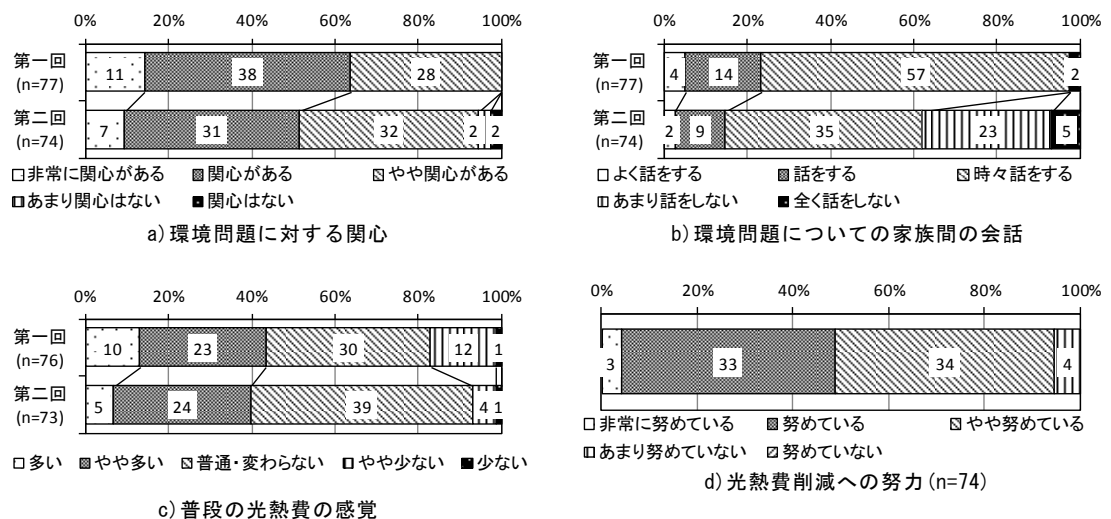 0% 20% 40% 60% 80% 100%
第一回 11 38 28
(n=77)
第二回 7 31 32 2 2
(n=74)
□非常に関心がある ▩関心がある ▧やや関心がある
▥あまり関心はない ■関心はない
a)環境問題に対する関心
0% 20% 40% 60% 80% 100%
第一回 4 14 57 2
(n=77)
第二回 2 9 35 23 5
(n=74)
□よく話をする ▩話をする ▧時々話をする
▥あまり話をしない ■全く話をしない
b)環境問題についての家族間の会話
0% 20% 40% 60% 80% 100%
第一回 10 23 30 12 1
(n=76)
第二回 5 24 39 4 1
(n=73)
□多い ▩やや多い ▧普通・変わらない ▥やや少ない ■少ない
c)普段の光熱費の感覚
0% 20% 40% 60% 80% 100%
3 33 34 4
□非常に努めている ▩努めている ▧やや努めている
▥あまり努めていない ▨努めていない
d)光熱費削減への努力(n=74)